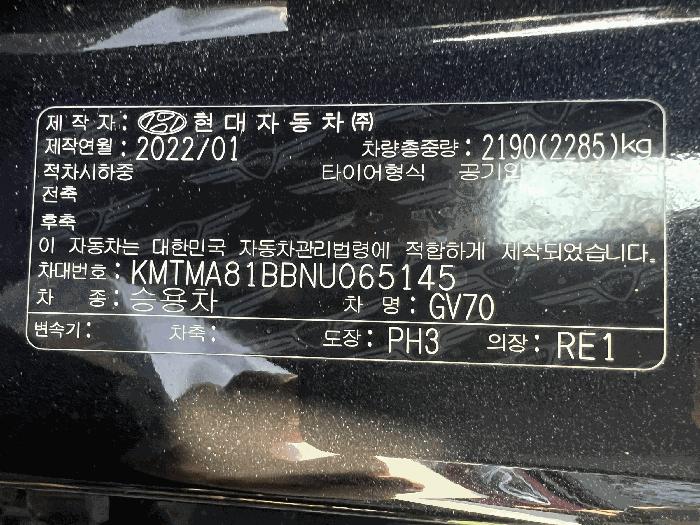 제 작 자 : 현대자동차㈜
제작연월 : 2022/01 차량총중량 : 2190(2285)kg
적차시하중 타이어형식 공기압
전축
후축
이 자동차는 대한민국 자동차관리법령에 적합하게 제작되었습니다.
차대번호 : KMTMA81BBNU065145
차 종 : 승용차 차 명 : GV70
변속기 : 차축 : 도장 : PH3 의장 : RE1